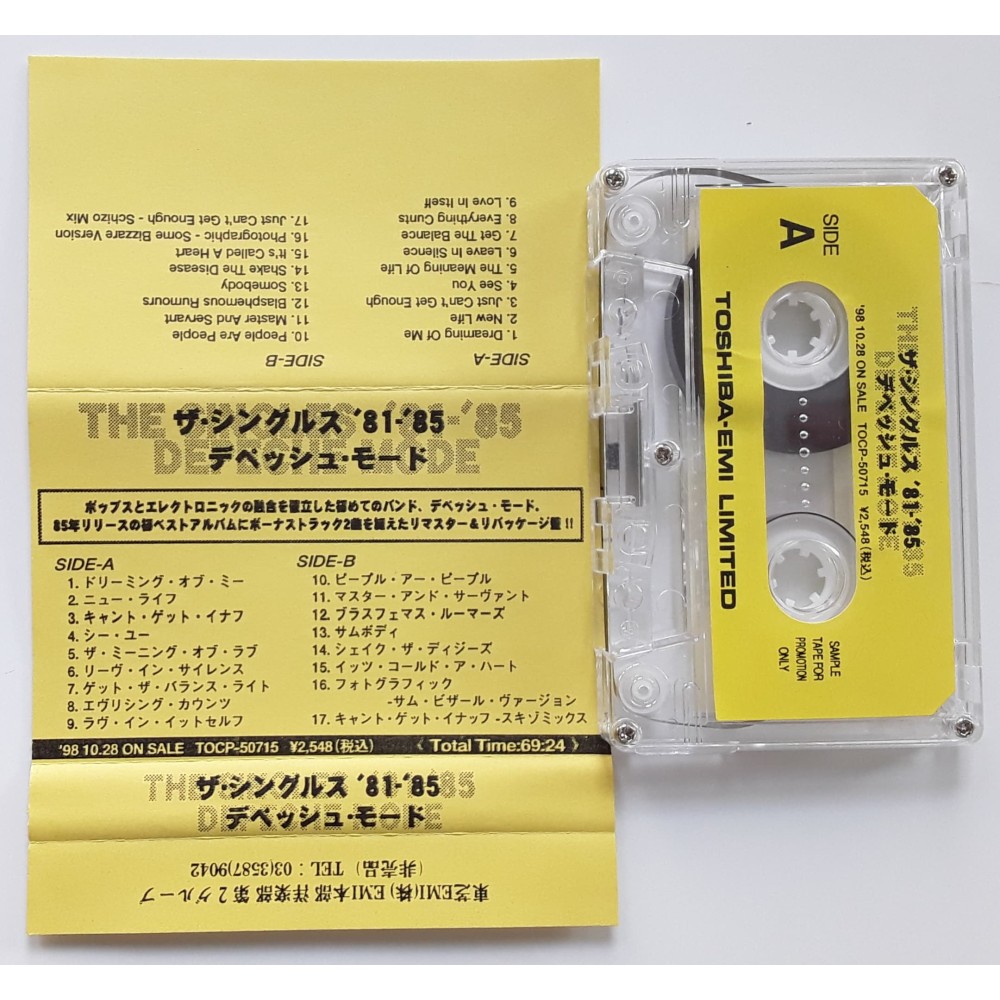 SIDE-A
1. Dreaming Of Me
2. New Life
3. Just Can't Get Enough
4. See You
5. The Meaning Of Life
6. Leave In Silence
7. Get The Balance
8. Everything Cunts
9. Love In Itself
SIDE-B
10. People Are People
11. Master And Servant
12. Blasphemous Rumours
13. Somebody
14. Shake The Disease
15. It's Called A Heart
16. Photographic - Some Bizzare Version
17. Just Can't Get Enough - Schizo Mix
THE SINGLES '81-'85
ザ・シングルス '81-'85
DEPECHE MODE
デペッシュ・モード
ポップスとエレクトロニックの融合を確立した初めてのバンド、デペッシュ・モード。
85年リリースの初ベストアルバムにボーナストラック2曲を加えたリマスター&リパッケージ盤!!
SIDE-A
1. ドリーミング・オブ・ミー
2. ニュー・ライフ
3. キャント・ゲット・イナフ
4. シー・ユー
5. ザ・ミーニング・オブ・ラブ
6. リーヴ・イン・サイレンス
7. ゲット・ザ・バランス・ライト
8. エヴリシング・カウンツ
9. ラヴ・イン・イットセルフ
SIDE-B
10. ピープル・アー・ピープル
11. マスター・アンド・サーヴァント
12. ブラスフェマス・ルーマーズ
13. サムボディ
14. シェイク・ザ・ディジーズ
15. イッツ・コールド・ア・ハート
16. フォトグラフィック
-サム・ビザール・ヴァージョン
17. キャント・ゲット・イナッフ -スキゾミックス
'98 10.28 ON SALE TOCP-50715 ¥2,548(税込) 《 Total Time:69:24 》
THE SINGLES '81-'85
ザ・シングルス '81-'85
DEPECHE MODE
デペッシュ・モード
東芝EMI(株) EMI本部洋楽部第2グループ
(非売品) TEL : 03(3587)9042
SIDE
A
THE SINGLES '81-'85
ザ・シングルス '81-'85
DEPECHE MODE
デペッシュ・モード
'98 10.28 ON SALE TOCP-50715 ¥2,548(税込)
TOSHIBA-EMI LIMITED
SAMPLE
TAPE FOR
PROMOTION
ONLY